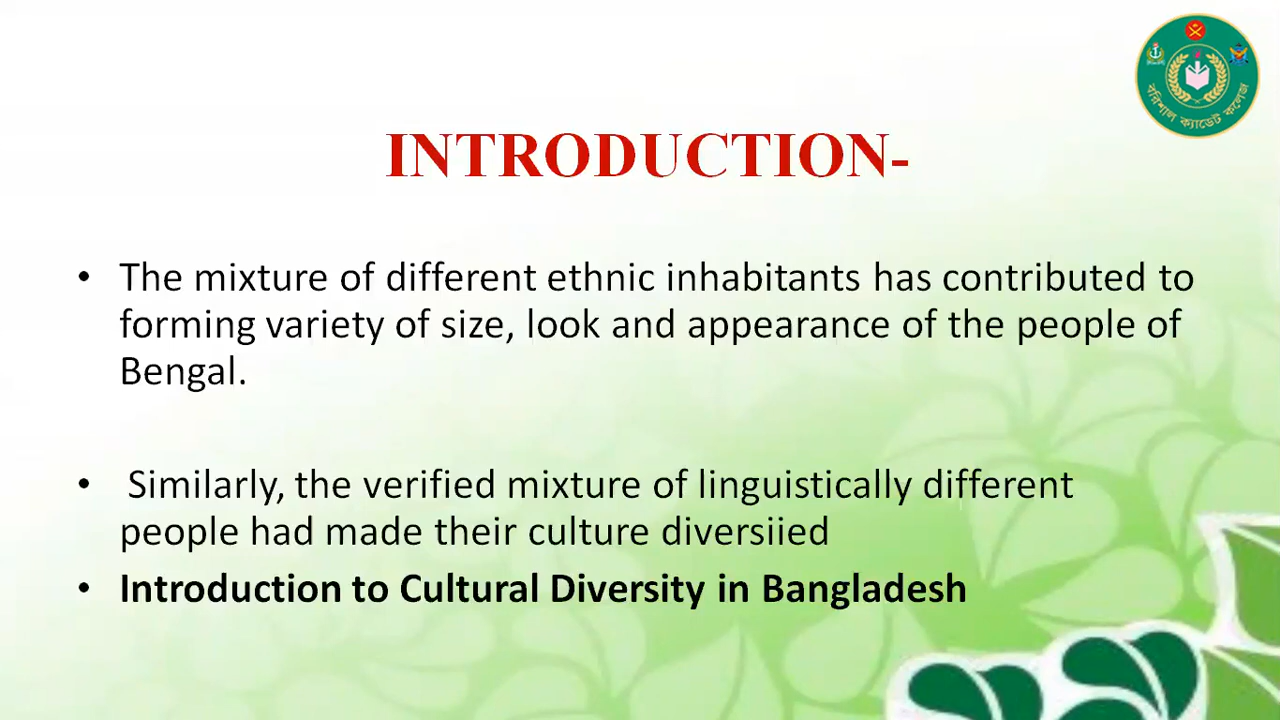 বরিশাল ক্যাডেট কলেজ
INTRODUCTION-
• The mixture of different ethnic inhabitants has contributed to
forming variety of size, look and appearance of the people of
Bengal.
• Similarly, the verified mixture of linguistically different
people had made their culture diversiied
• Introduction to Cultural Diversity in Bangladesh